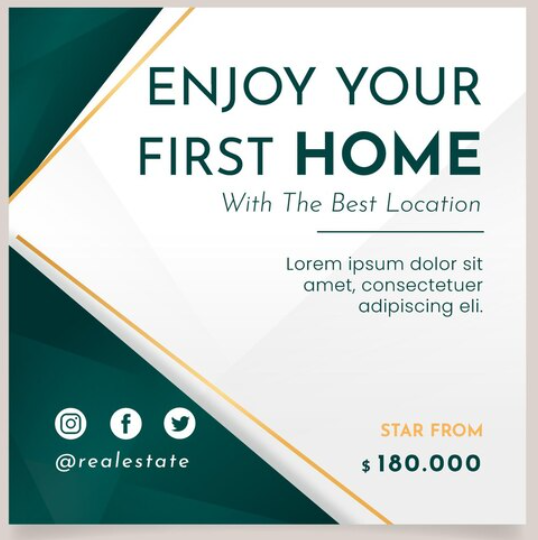 ENJOY YOUR
FIRST HOME
With The Best Location
Lorem ipsum dolor sit
amet, consectetuer
adipiscing eli.
@realestate
STAR FROM
$ 180.000